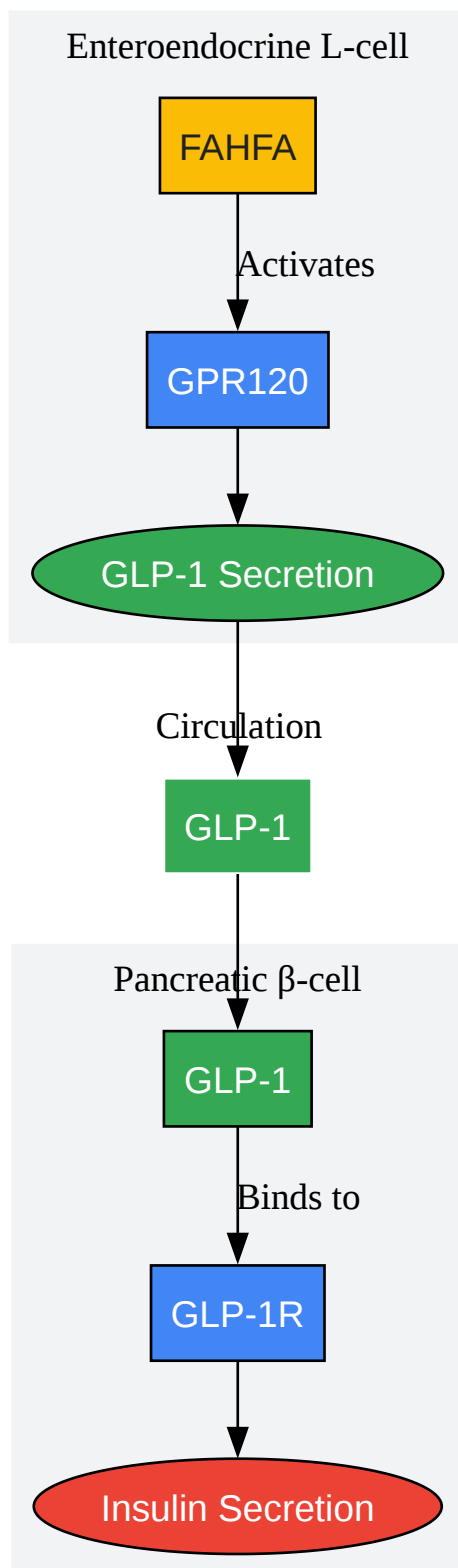 Enteroendocrine L-cell
FAHFA
Activates
GPR120
GLP-1 Secretion
Circulation
GLP-1
Pancreatic β-cell
GLP-1
Binds to
GLP-1R
Insulin Secretion